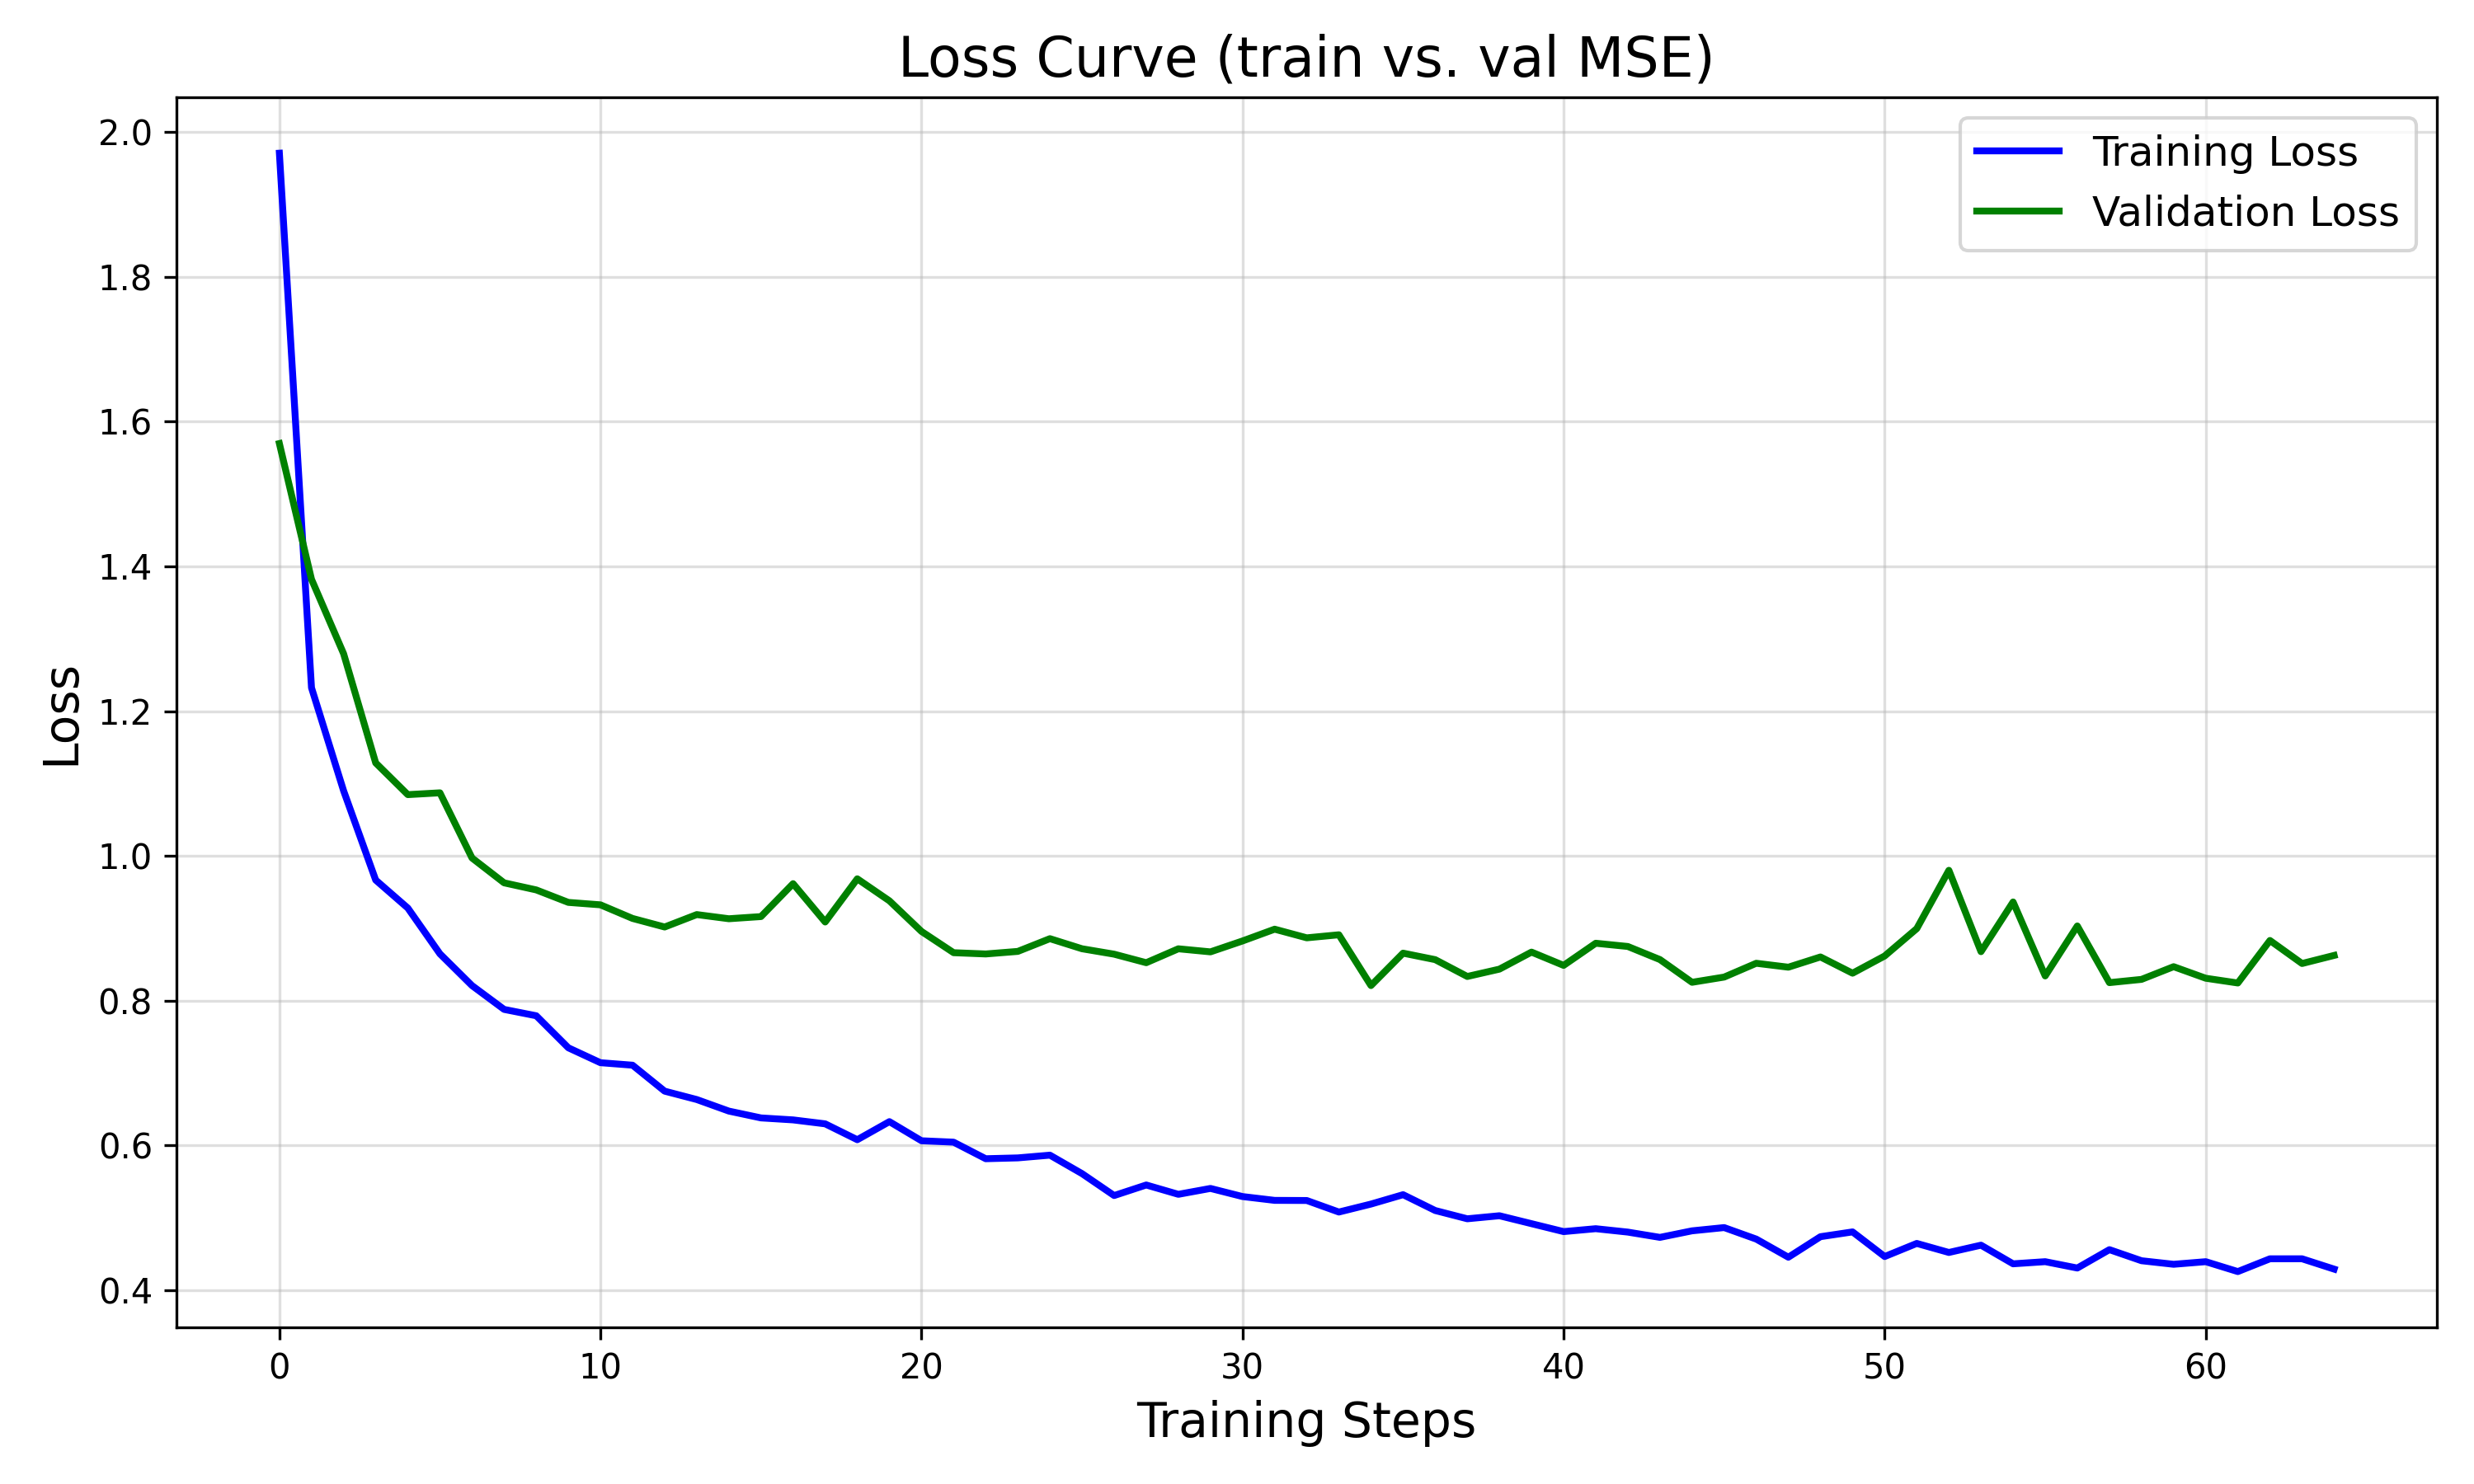 Loss Curve (train vs. val MSE)
Training Loss
Validation Loss
2.0
1.8
1.6
1.4
1.2
1.0
0.8
0.6
0.4
Loss
0 10 20 30 40 50 60
Training Steps